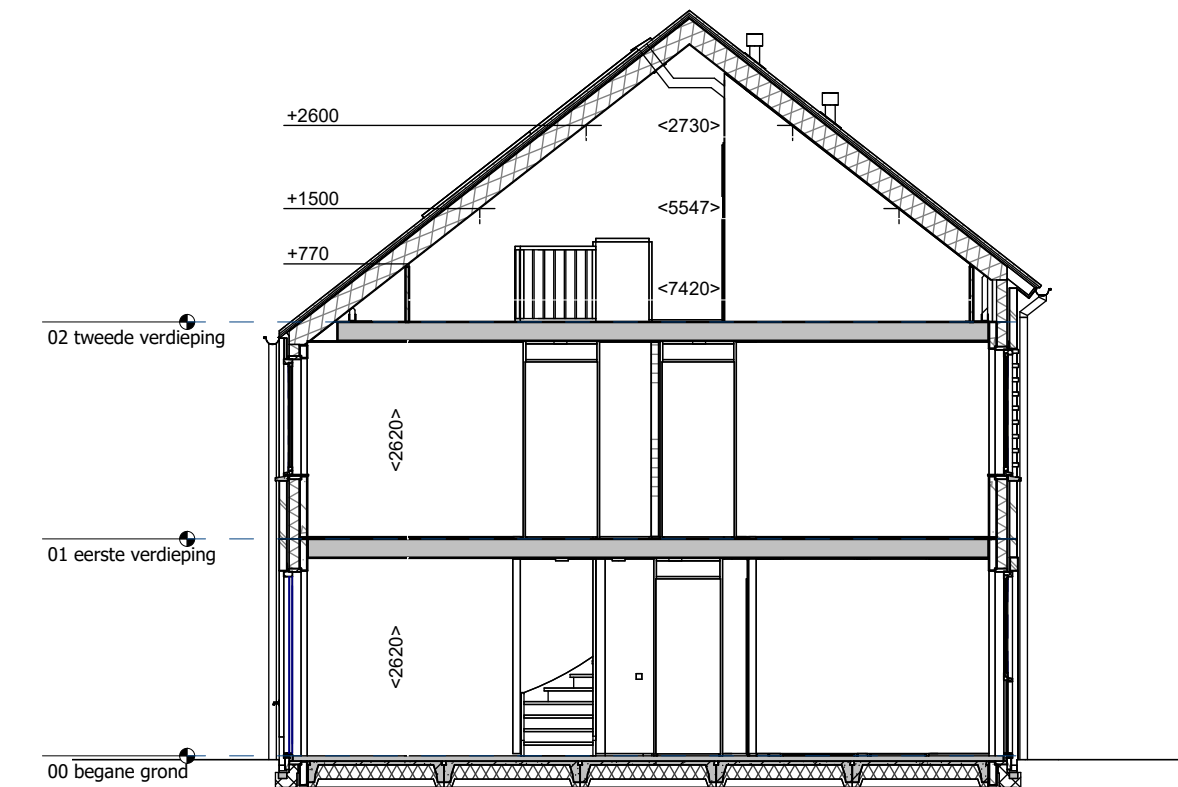 +2600
<2730>
+1500
<5547>
+770
<7420>
02 tweede verdieping
<2620>
01 eerste verdieping
<2620>
00 begane grond